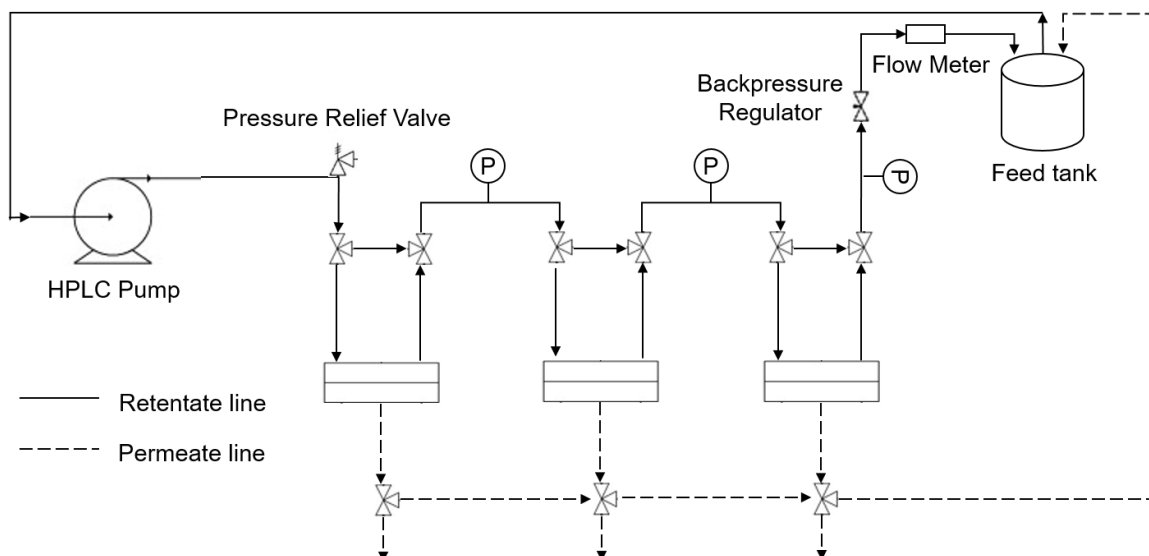 Flow Meter
Backpressure
Regulator
Pressure Relief Valve
P
P
P
Feed tank
HPLC Pump
Retentate line
Permeate line